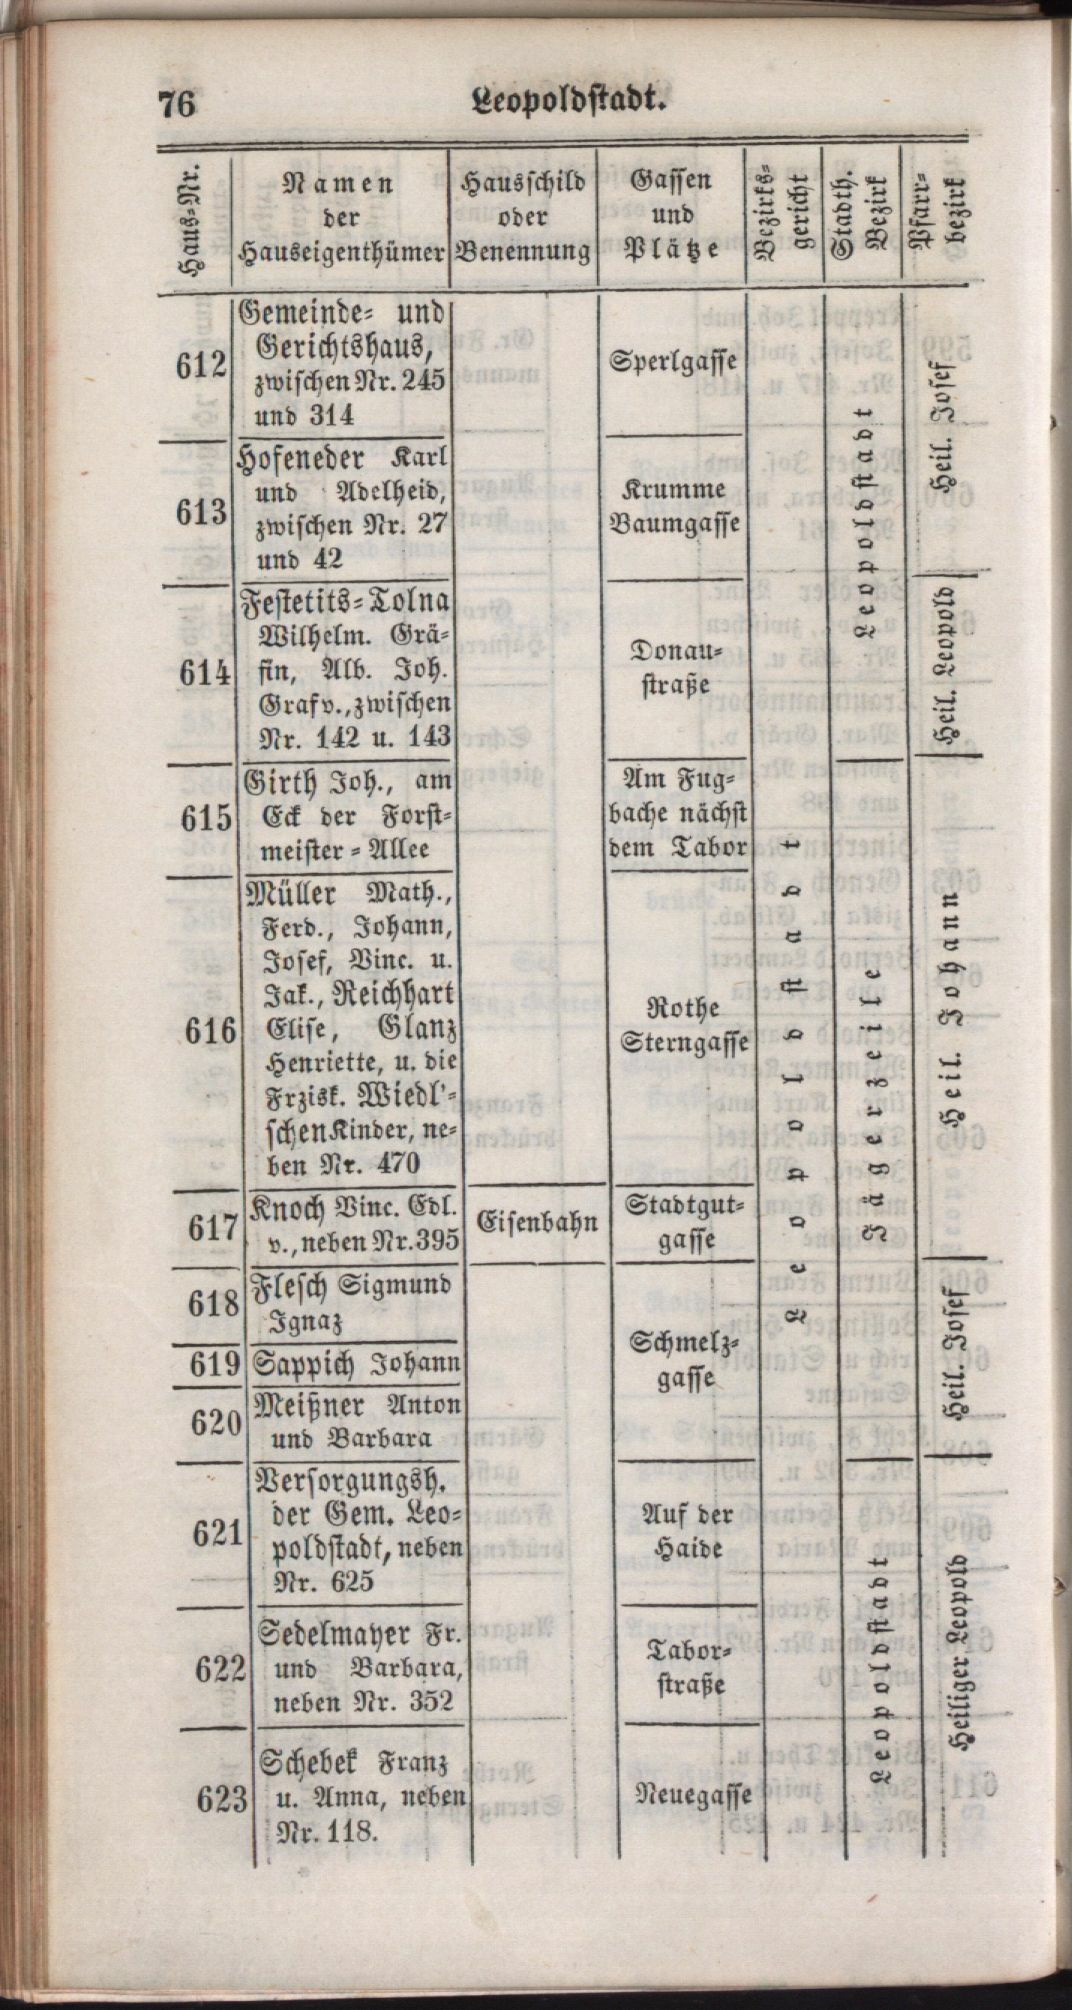 76
Leopoldstadt.
Haus-Nr.
Namen
der
Hauseigenthümer
Hausschild
oder
Benennung
Gassen
und
Plätze
Bezirks-
gericht
Stadth.
Bezirk
Pfarr-
bezirk
612
Gemeinde- und
Gerichtshaus,
zwischen Nr. 245
und 314
Sperlgasse
613
Hofeneder Karl
und Adelheid,
zwischen Nr. 27
und 42
Krumme
Baumgasse
614
Festetits-Tolna
Wilhelm. Grä-
fin, Alb. Joh.
Graf v., zwischen
Nr. 142 u. 143
Donau-
straße
615
Girth Joh., am
Eck der Forst-
meister-Allee
Am Fug-
bache nächst
dem Tabor
616
Müller Math.,
Ferd., Johann,
Josef, Vinc. u.
Jak., Reichhart
Elise, Glanz
Henriette, u. die
Frzisk. Wiedl'-
schen Kinder, ne-
ben Nr. 470
Rothe
Sterngasse
617
Knoch Vinc. Edl.
v., neben Nr. 395
Eisenbahn
Stadtgut-
gasse
618
Flesch Sigmund
Ignaz
619
Sappich Johann
620
Meißner Anton
und Barbara
Schmelz-
gasse
621
Versorgungsh.
der Gem. Leo-
poldstadt, neben
Nr. 625
Auf der
Haide
622
Sedelmayer Fr.
und Barbara,
neben Nr. 352
Tabor-
straße
623
Schebek Franz
u. Anna, neben
Nr. 118.
Neuegasse
Leopoldstadt
Leopoldstadt
Jägerzeile
Leopoldstadt
Heil. Josef
Heil. Leopold
Heil. Johann
Heil. Josef
Heiliger Leopold